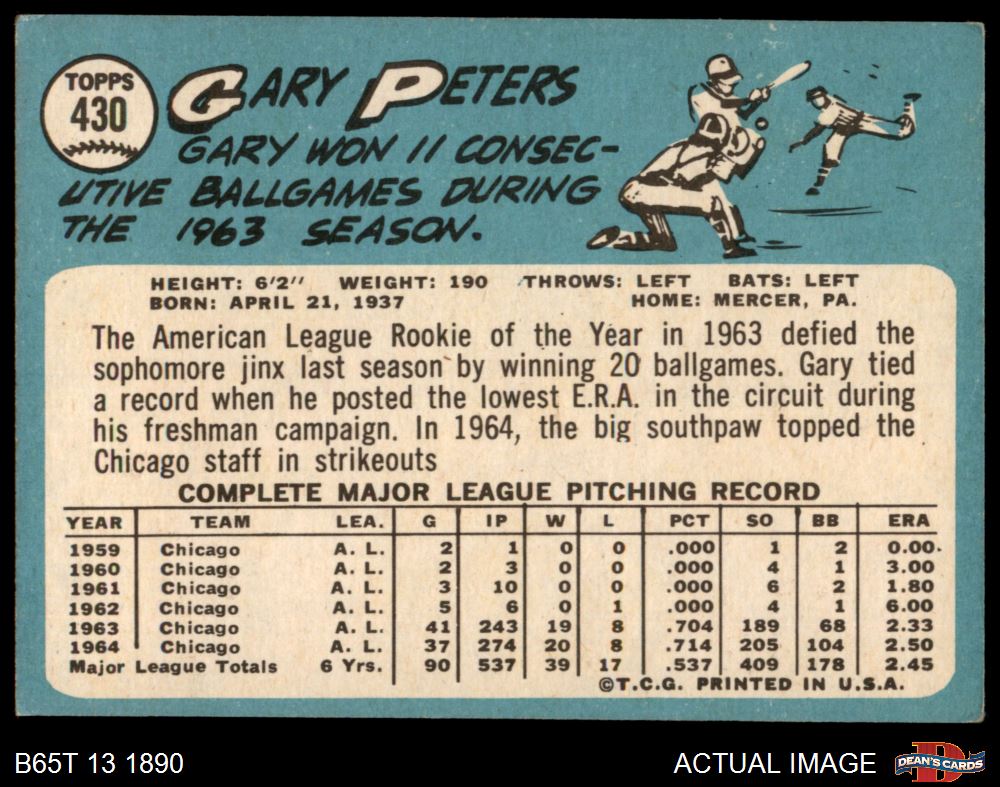 TOPPS
430
GARY PETERS
GARY WON 11 CONSEC-
UTIVE BALLGAMES DURING
THE 1963 SEASON.
HEIGHT: 6'2" WEIGHT: 190 THROWS: LEFT BATS: LEFT
BORN: APRIL 21, 1937 HOME: MERCER, PA.
The American League Rookie of the Year in 1963 defied the
sophomore jinx last season by winning 20 ballgames. Gary tied
a record when he posted the lowest E.R.A. in the circuit during
his freshman campaign. In 1964, the big southpaw topped the
Chicago staff in strikeouts
COMPLETE MAJOR LEAGUE PITCHING RECORD
YEAR TEAM LEA. G IP W L PCT SO BB ERA
1959 Chicago A. L. 2 1 0 0 .000 1 2 0.00
1960 Chicago A. L. 2 3 0 0 .000 4 1 3.00
1961 Chicago A. L. 3 10 0 0 .000 6 2 1.80
1962 Chicago A. L. 5 6 0 1 .000 4 1 6.00
1963 Chicago A. L. 41 243 19 8 .704 189 68 2.33
1964 Chicago A. L. 37 274 20 8 .714 205 104 2.50
Major League Totals 6 Yrs. 90 537 39 17 .537 409 178 2.45
©T.C.G. PRINTED IN U.S.A.
B65T 13 1890 ACTUAL IMAGE DEAN'S CARDS